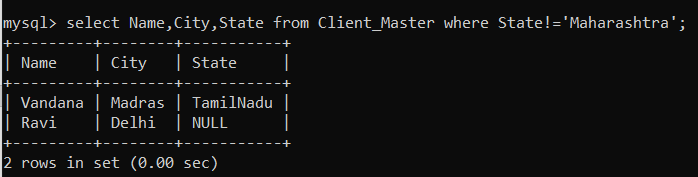 mysql> select Name,City,State from Client_Master where State!='Maharashtra';
+---------+--------+-----------+
| Name    | City   | State     |
+---------+--------+-----------+
| Vandana | Madras | TamilNadu |
| Ravi    | Delhi  | NULL      |
+---------+--------+-----------+
2 rows in set (0.00 sec)